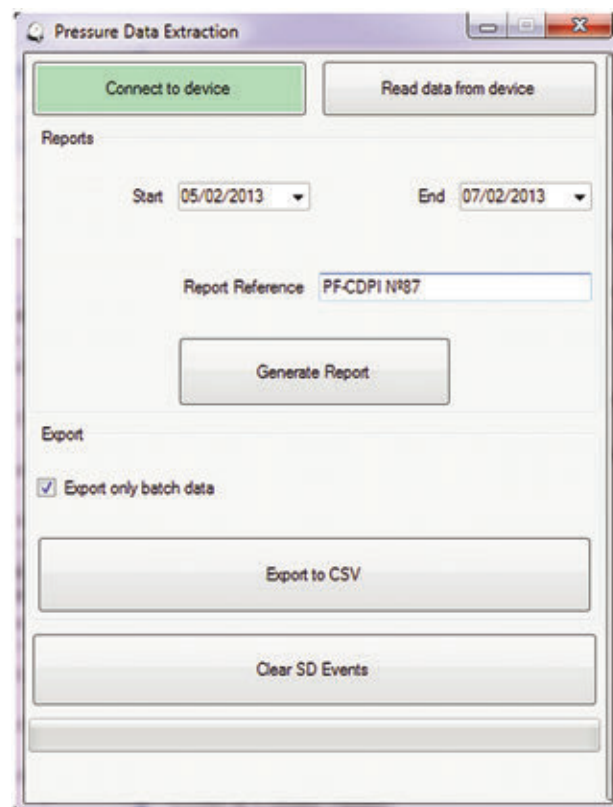 Pressure Data Extraction
Connect to device Read data from device
Reports
Start 05/02/2013 End 07/02/2013
Report Reference PF-CDPI Nº87
Generate Report
Export
Export only batch data
Export to CSV
Clear SD Events